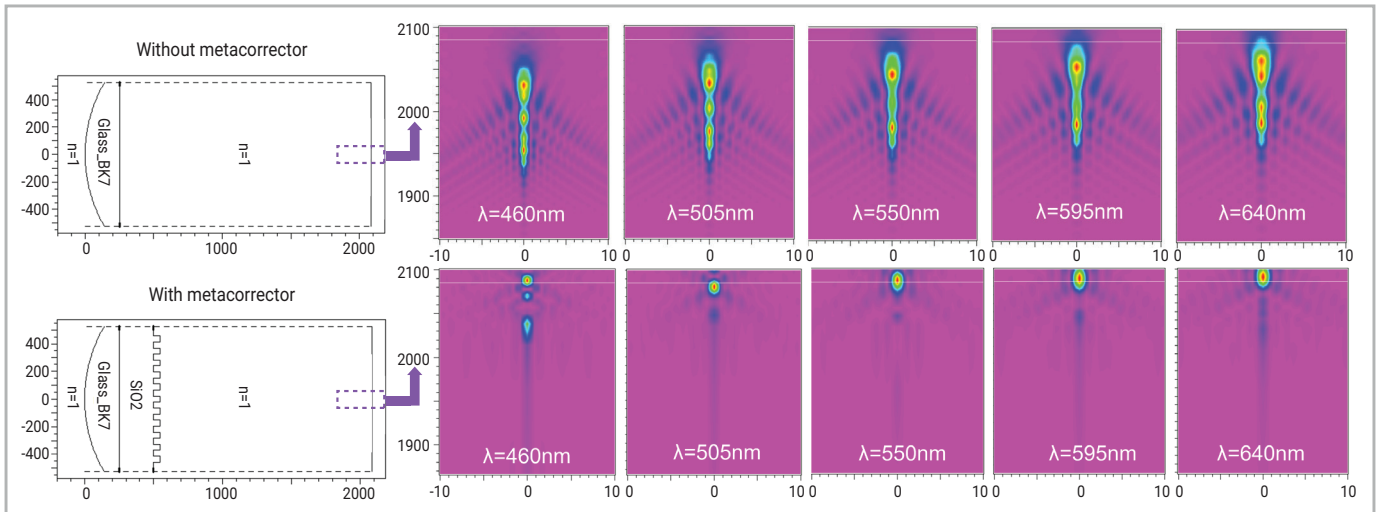 Without metacorrector
400
200
0
-200
-400
n=1
Glass_BK7
n=1
0
1000
2000
2100
2000
1900
λ=460nm
λ=505nm
λ=550nm
λ=595nm
λ=640nm
-10
0
10
0
10
0
10
0
10
0
10
With metacorrector
400
200
0
-200
-400
n=1
Glass_BK7
SiO2
n=1
0
1000
2000
2100
2000
1900
λ=460nm
λ=505nm
λ=550nm
λ=595nm
λ=640nm
-10
0
10
0
10
0
10
0
10
0
10